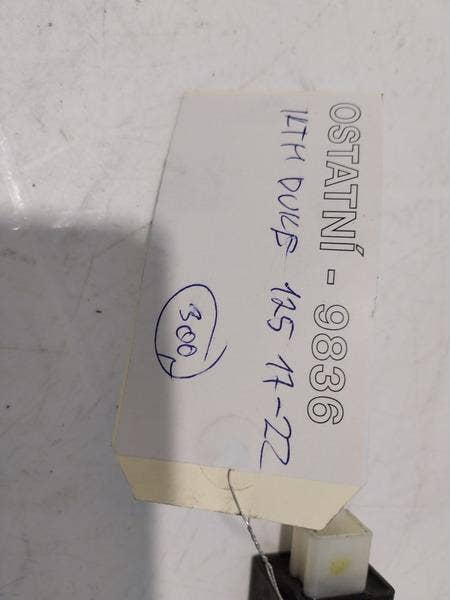 OSTATNÍ - 9836
KTM DUKE 125 17-22
300,